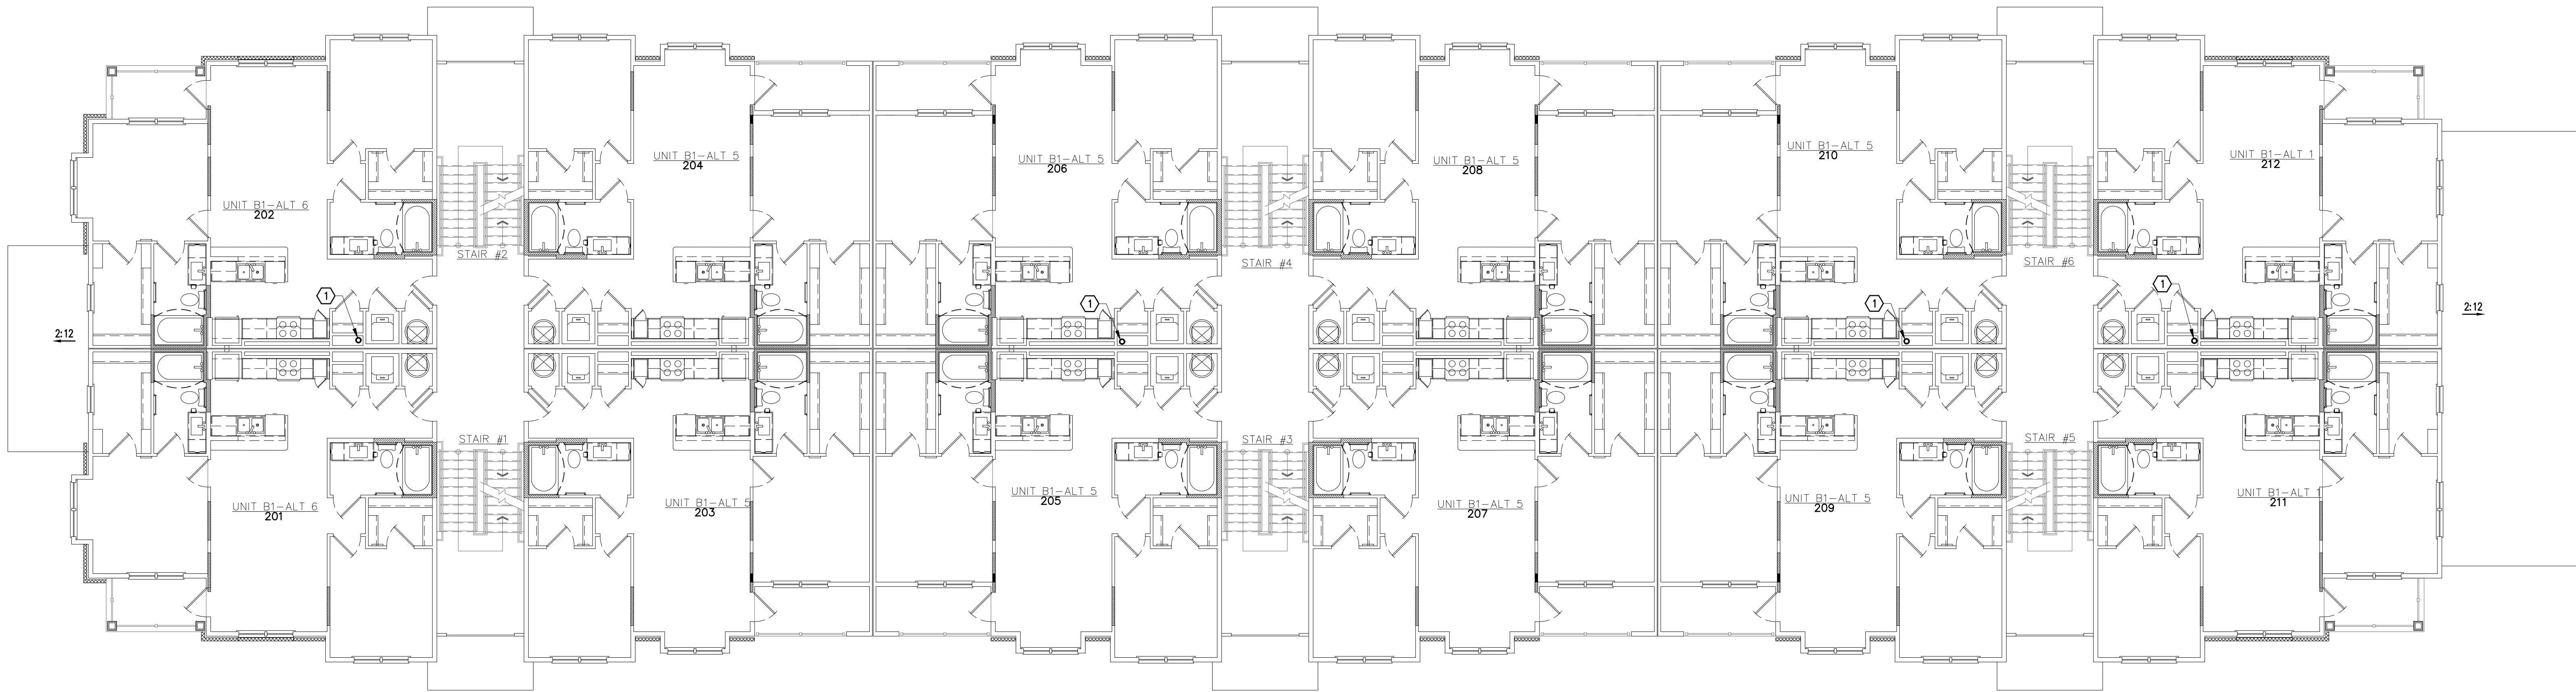 UNIT B1-ALT 6
202
UNIT B1-ALT 5
204
UNIT B1-ALT 5
206
UNIT B1-ALT 5
208
UNIT B1-ALT 5
210
UNIT B1-ALT 1
212
STAIR #2
STAIR #4
STAIR #6
1
1
1
1
2:12
2:12
STAIR #1
STAIR #3
STAIR #5
UNIT B1-ALT 6
201
UNIT B1-ALT 5
203
UNIT B1-ALT 5
205
UNIT B1-ALT 5
207
UNIT B1-ALT 5
209
UNIT B1-ALT 1
211